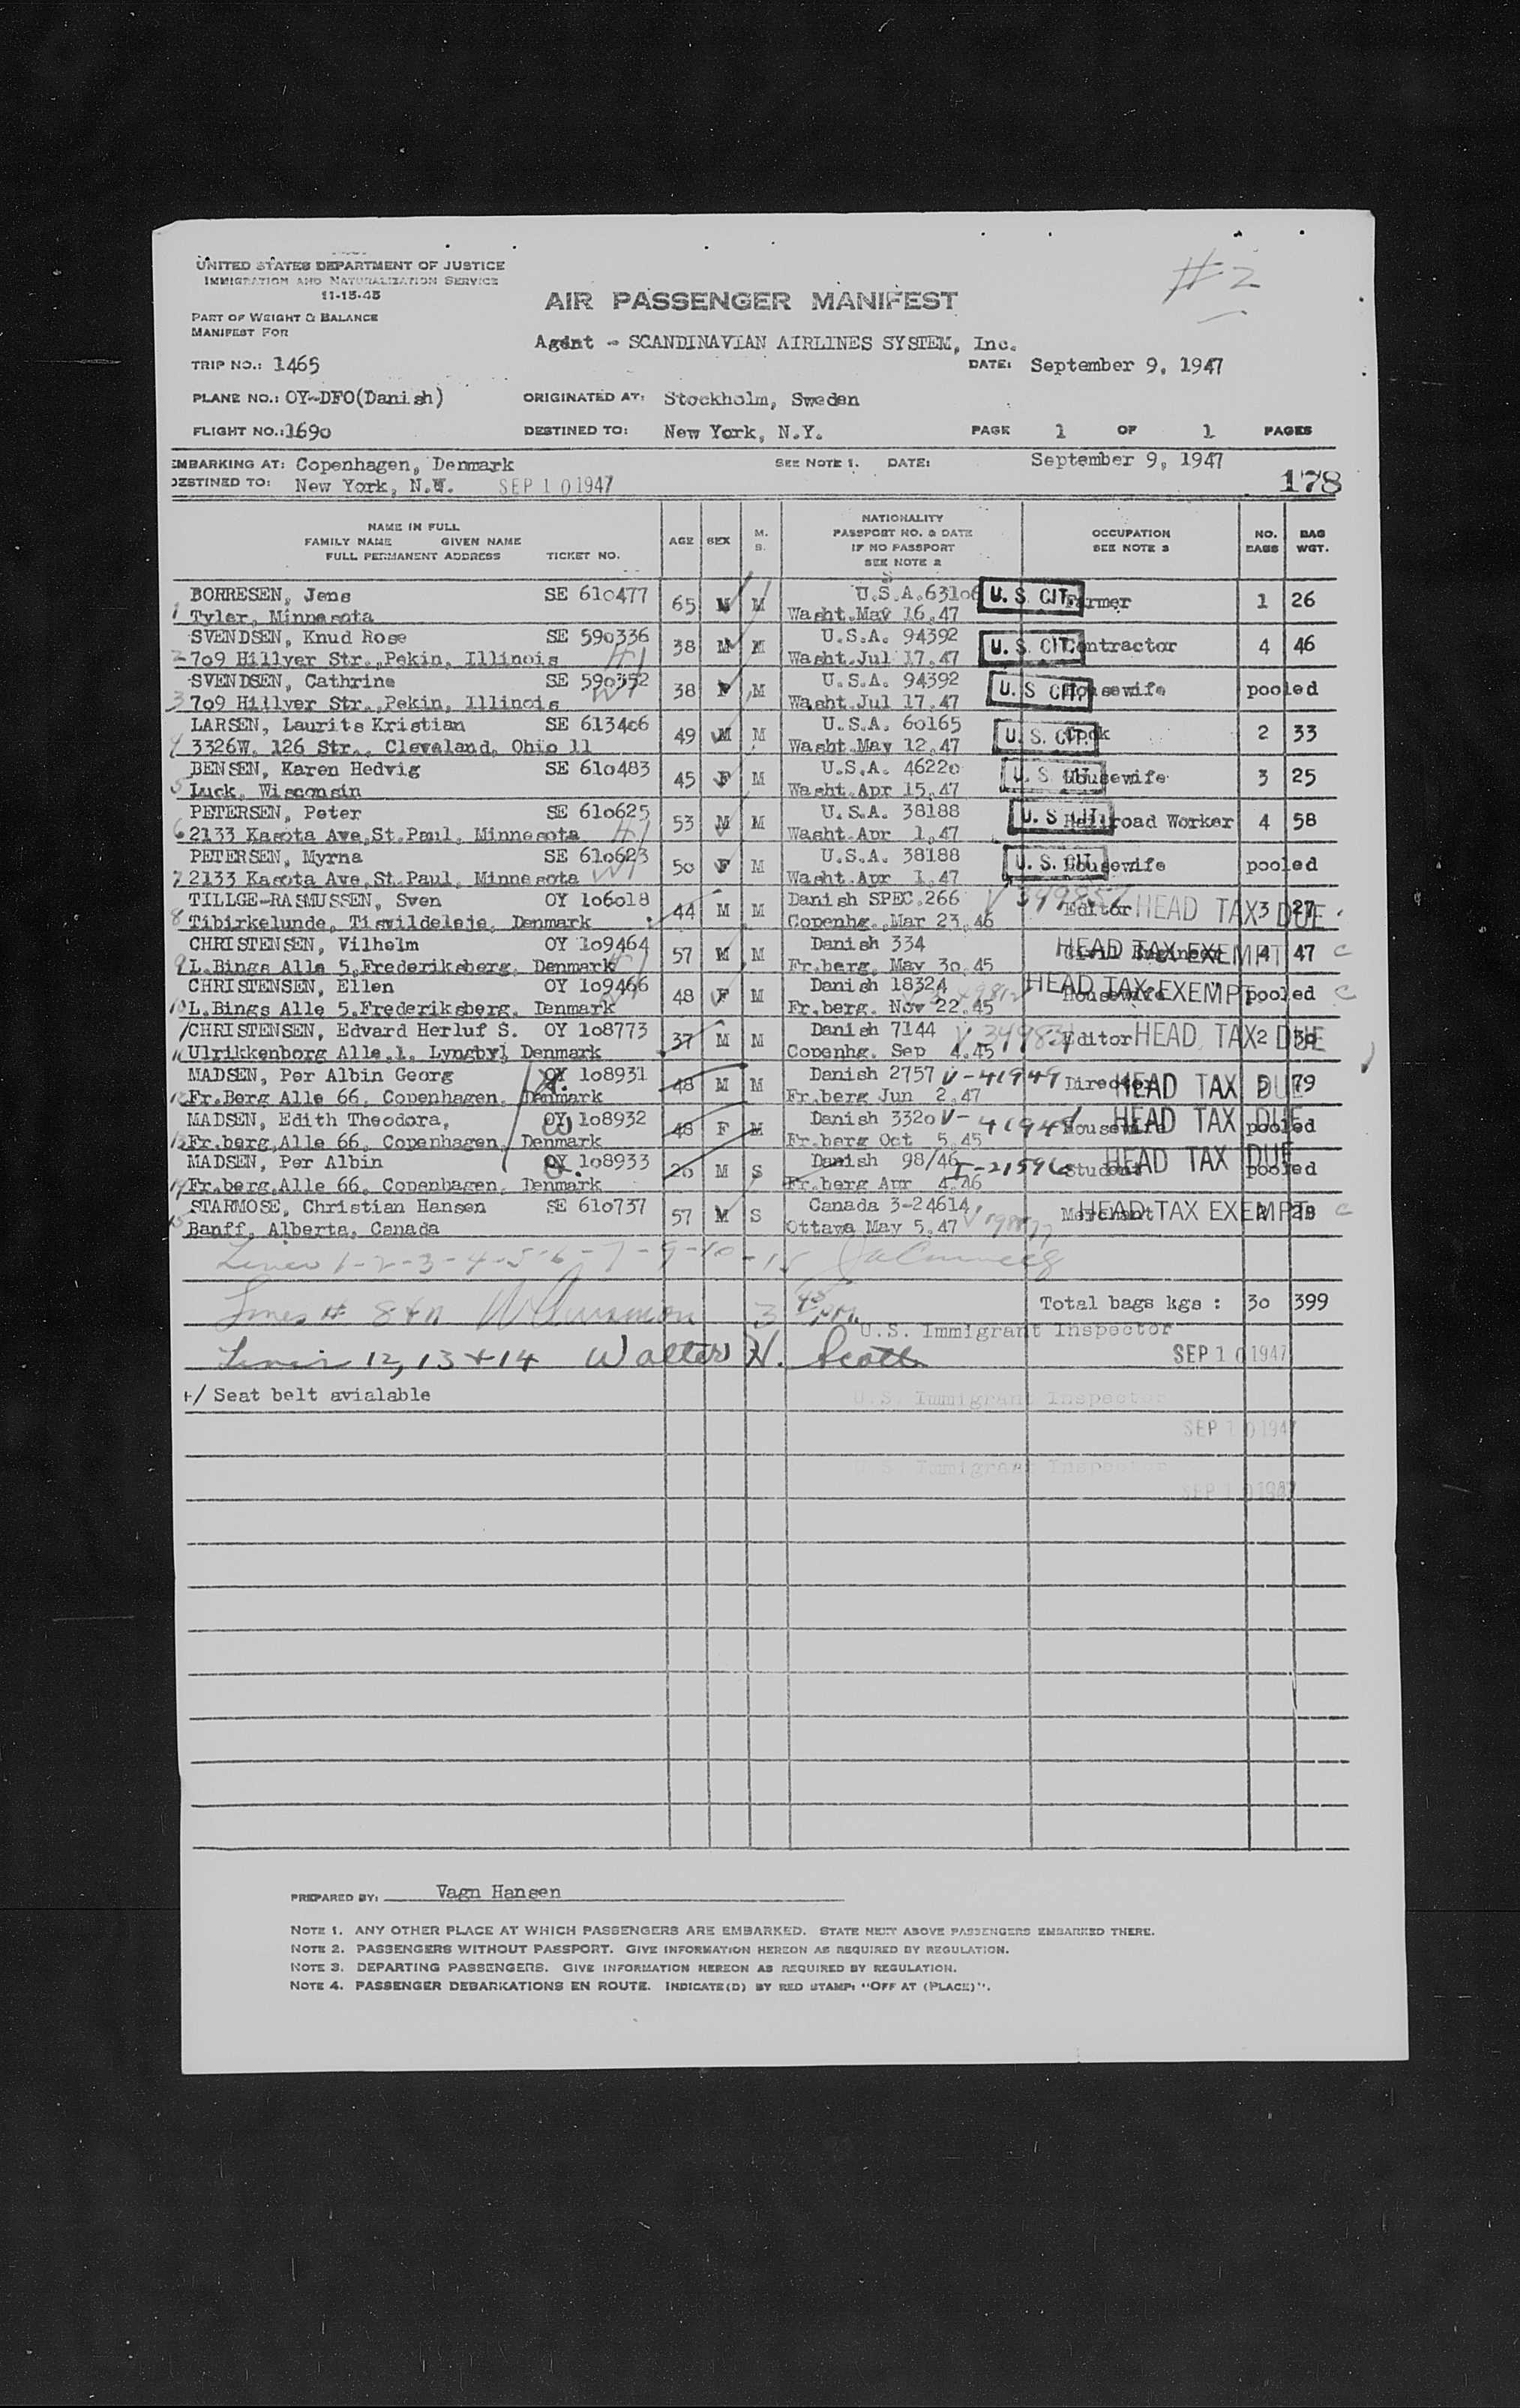 UNITED STATES DEPARTMENT OF JUSTICE
IMMIGRATION AND NATURALIZATION SERVICE
11-15-45
#2
AIR PASSENGER MANIFEST
PART OF WEIGHT & BALANCE
MANIFEST FOR
Agent - SCANDINAVIAN AIRLINES SYSTEM, Inc.
TRIP NO.: 1465 DATE: September 9, 1947
PLANE NO.: OY-DFO(Danish) ORIGINATED AT: Stockholm, Sweden
FLIGHT NO.: 1690 DESTINED TO: New York, N.Y. PAGE 1 OF 1 PAGES
EMBARKING AT: Copenhagen, Denmark SEE NOTE 1. DATE: September 9, 1947
DESTINED TO: New York, N.Y. SEP 10 1947 178
NAME IN FULL
FAMILY NAME GIVEN NAME
FULL PERMANENT ADDRESS TICKET NO. AGE SEX M. S. NATIONALITY PASSPORT NO. & DATE IF NO PASSPORT SEE NOTE 2 OCCUPATION SEE NOTE 3 NO. BAGS BAG WGT.
BORRESEN, Jens SE 610477 65 M M U.S.A. 63106 U. S. CIT. Farmer 1 26
1 Tyler, Minnesota Washt.May 16.47
SVENDSEN, Knud Rose SE 590336 38 M M U.S.A. 94392 U. S. CIT. Contractor 4 46
2 709 Hillyer Str.,Pekin, Illinois Washt.Jul 17.47
SVENDSEN, Cathrine SE 590352 38 F M U.S.A. 94392 U. S. CIT. Housewife pooled
3 709 Hillyer Str.,Pekin, Illinois Washt.Jul 17.47
LARSEN, Laurits Kristian SE 613406 49 M M U.S.A. 60165 U. S. CIT. Cook 2 33
4 3326W. 126 Str., Cleveland, Ohio 11 Washt.May 12.47
BENSEN, Karen Hedvig SE 610483 45 F M U.S.A. 46220 U. S. CIT. Housewife 3 25
5 Luck, Wisconsin Washt.Apr 15.47
PETERSEN, Peter SE 610625 53 M M U.S.A. 38188 U. S. CIT. Railroad Worker 4 58
6 2133 Kasota Ave,St.Paul, Minnesota Washt.Apr 1.47
PETERSEN, Myrna SE 610623 50 F M U.S.A. 38188 U. S. CIT. Housewife pooled
7 2133 Kasota Ave,St.Paul, Minnesota Washt.Apr 1.47
TILLGE-RASMUSSEN, Sven OY 106018 44 M M Danish SPEC.266 Editor HEAD TAX DUE 3 27
8 Tibirkelunde, Tisvildeleje, Denmark Copenhg.,Mar 23.46
CHRISTENSEN, Vilhelm OY 109464 57 M M Danish 334 Civil Engineer HEAD TAX EXEMPT 4 47 C
9 L.Bings Alle 5,Frederiksberg, Denmark Fr.berg, May 30.45
CHRISTENSEN, Ellen OY 109466 48 F M Danish 18324 Housewife HEAD TAX EXEMPT pooled C
10 L.Bings Alle 5,Frederiksberg, Denmark Fr.berg. Nov 22.45
CHRISTENSEN, Edvard Herluf S. OY 108773 37 M M Danish 7144 Editor HEAD TAX DUE 2 30
11 Ulrikkenborg Alle,1, Lyngby, Denmark Copenhg. Sep 4.45
MADSEN, Per Albin Georg OY 108931 48 M M Danish 2757 V-41949 Director HEAD TAX DUE 5 79
12 Fr.Berg Alle 66, Copenhagen, Denmark Fr.berg Jun 2.47
MADSEN, Edith Theodora, OY 108932 48 F M Danish 3320 V-41948 Housewife HEAD TAX DUE pooled
13 Fr.berg,Alle 66, Copenhagen, Denmark Fr.berg Oct 5.45
MADSEN, Per Albin OY 108933 20 M S Danish 98/46 Student HEAD TAX DUE pooled
14 Fr.berg,Alle 66, Copenhagen, Denmark Fr.berg Apr 4.46
STARMOSE, Christian Hansen SE 610737 57 M S Canada 3-24614 Merchant HEAD TAX EXEMPT 2 28 C
15 Banff, Alberta, Canada Ottawa May 5.47
Lines 1-2-3-4-5-6-7-9-10-15
Lines # 8 & 11 Total bags kgs : 30 399
U.S. Immigrant Inspector
Lines 12, 13 & 14 Walter H. Scott SEP 10 1947
+/ Seat belt avialable U.S. Immigrant Inspector
SEP 10 1947
U.S. Immigrant Inspector
SEP 10 1947
PREPARED BY: Vagn Hansen
NOTE 1. ANY OTHER PLACE AT WHICH PASSENGERS ARE EMBARKED. STATE NEXT ABOVE PASSENGERS EMBARKED THERE.
NOTE 2. PASSENGERS WITHOUT PASSPORT. GIVE INFORMATION HEREON AS REQUIRED BY REGULATION.
NOTE 3. DEPARTING PASSENGERS. GIVE INFORMATION HEREON AS REQUIRED BY REGULATION.
NOTE 4. PASSENGER DEBARKATIONS EN ROUTE. INDICATE(D) BY RED STAMP: "OFF AT (PLACE)".